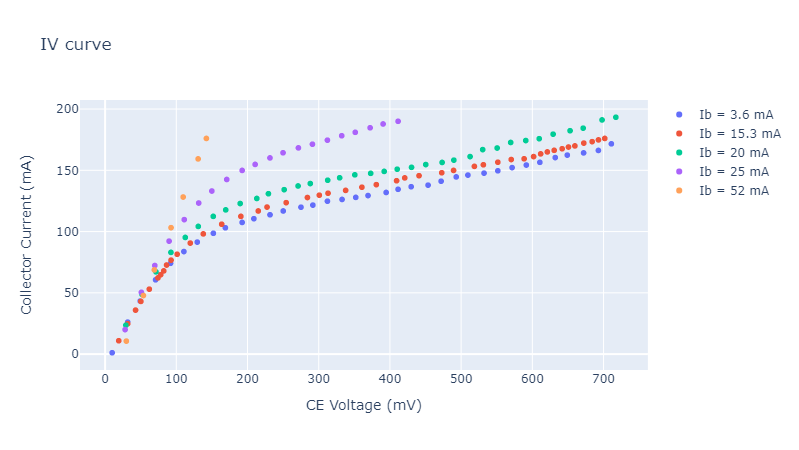 IV curve
Collector Current (mA)
200
150
100
50
0
0 100 200 300 400 500 600 700
CE Voltage (mV)
Ib = 3.6 mA
Ib = 15.3 mA
Ib = 20 mA
Ib = 25 mA
Ib = 52 mA